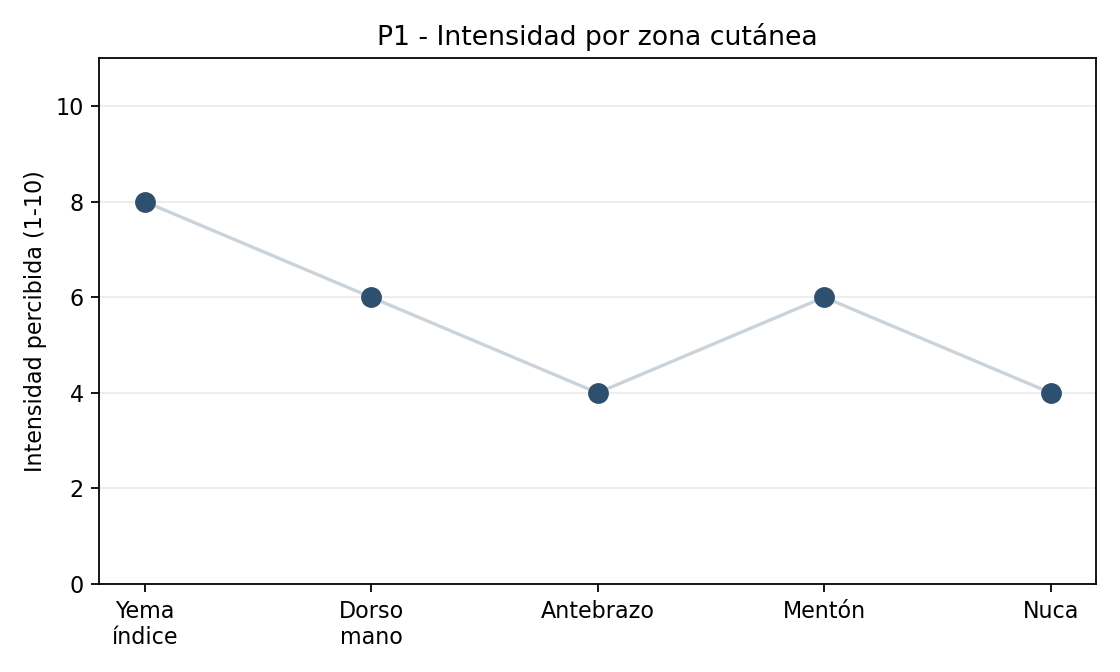 P1 - Intensidad por zona cutánea
Intensidad percibida (1-10)
10
8
6
4
2
0
Yema
índice
Dorso
mano
Antebrazo
Mentón
Nuca